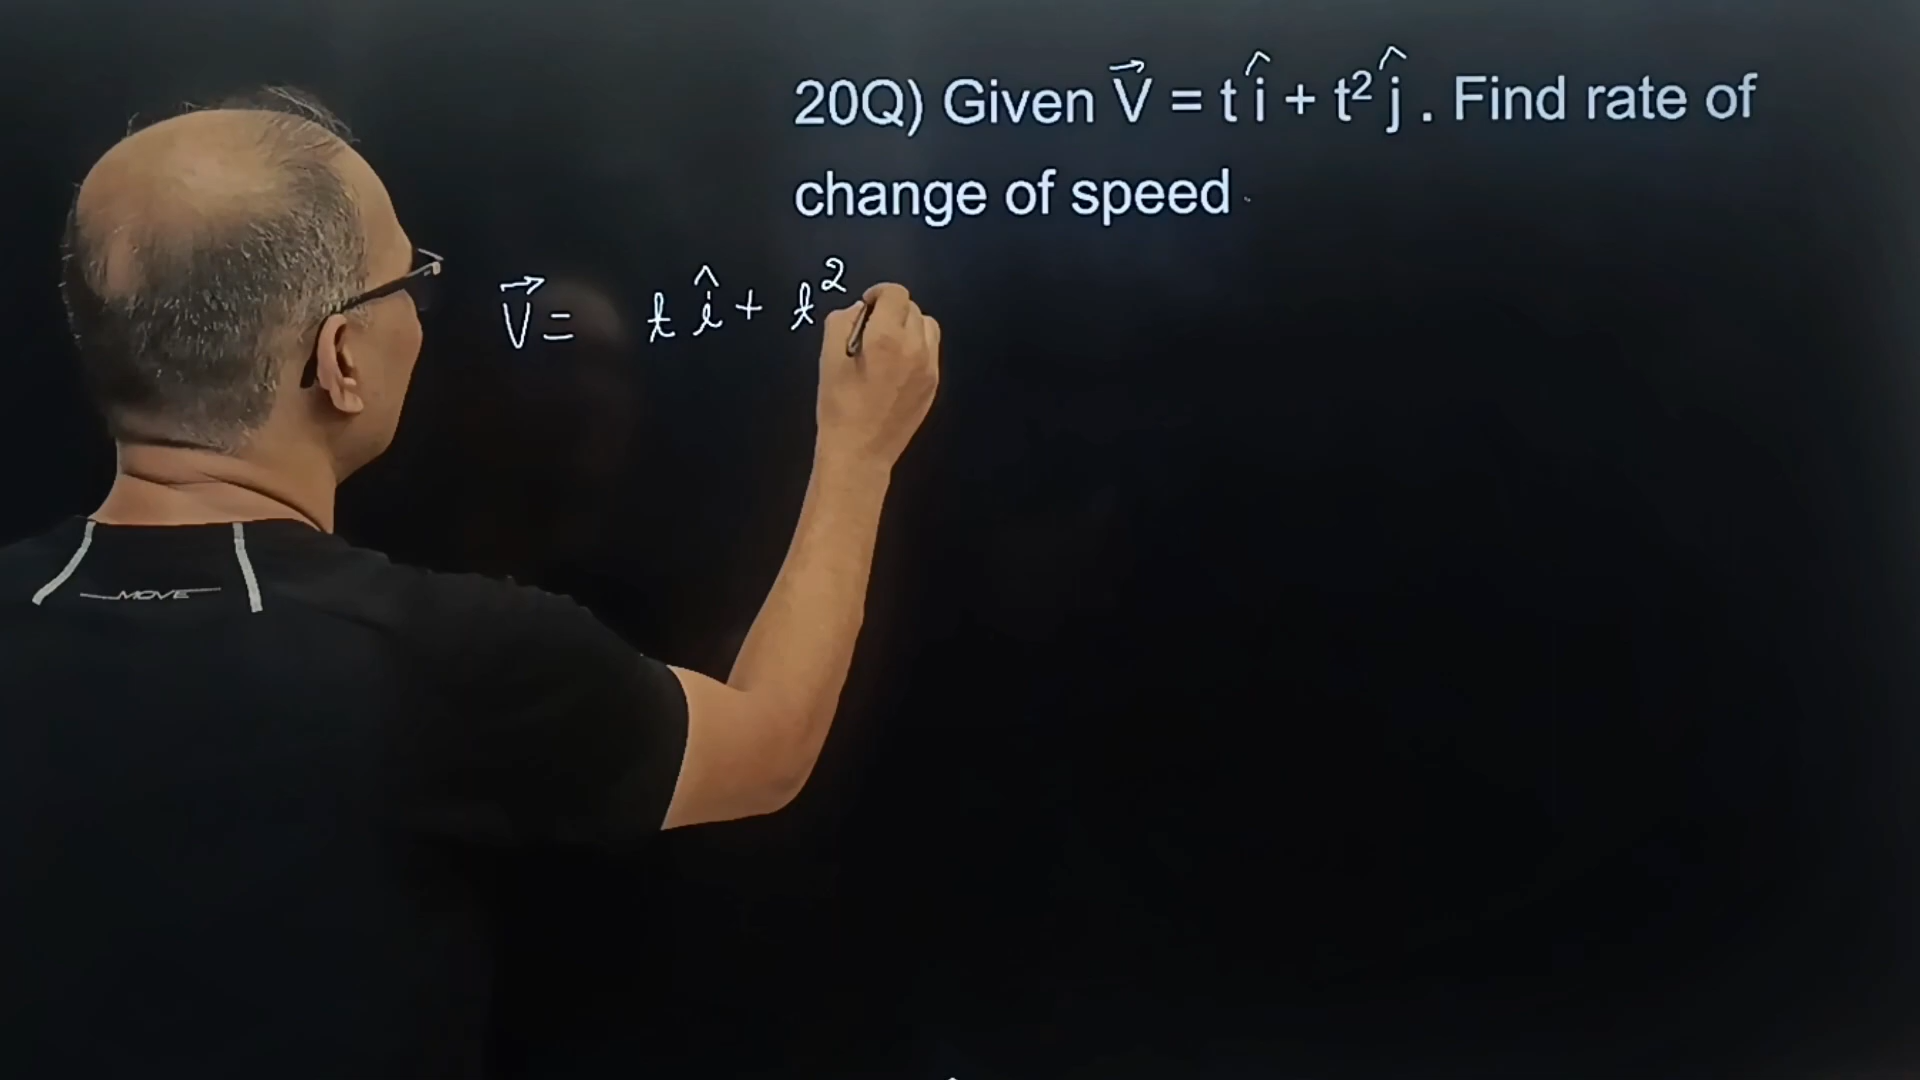 20Q) Given V⃗ = t î + t² ĵ . Find rate of
change of speed
V⃗ = t î + t²
MOVE